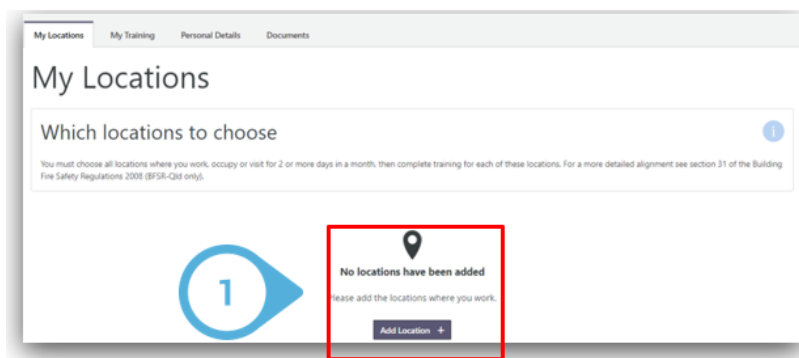 My Locations My Training Personal Details Documents
My Locations
Which locations to choose
i
You must choose all locations where you work, occupy or visit for 2 or more days in a month, then complete training for each of these locations. For a more detailed alignment see section 31 of the Building
Fire Safety Regulations 2008 (BFSR-Qld only).
No locations have been added
1
Please add the locations where you work.
Add Location +